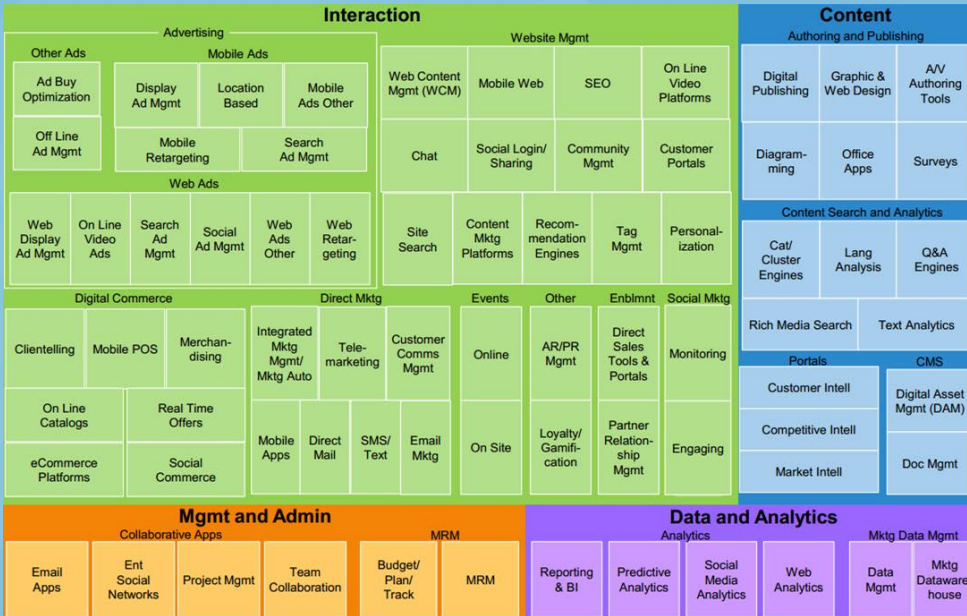 Interaction
Advertising
Other Ads
Ad Buy
Optimization
Off Line
Ad Mgmt
Mobile Ads
Display
Ad Mgmt
Location
Based
Mobile
Ads Other
Mobile
Retargeting
Search
Ad Mgmt
Web Ads
Web
Display
Ad Mgmt
On Line
Video
Ads
Search
Ad
Mgmt
Social
Ad Mgmt
Web
Ads
Other
Web
Retar-
geting
Website Mgmt
Web Content
Mgmt (WCM)
Mobile Web
SEO
On Line
Video
Platforms
Chat
Social Login/
Sharing
Community
Mgmt
Customer
Portals
Site
Search
Content
Mktg
Platforms
Recom-
mendation
Engines
Tag
Mgmt
Personal-
ization
Digital Commerce
Clientelling
Mobile POS
Merchan-
dising
On Line
Catalogs
Real Time
Offers
eCommerce
Platforms
Social
Commerce
Direct Mktg
Integrated
Mktg
Mgmt/
Mktg Auto
Tele-
marketing
Customer
Comms
Mgmt
Mobile
Apps
Direct
Mail
SMS/
Text
Email
Mktg
Events
Online
On Site
Other
AR/PR
Mgmt
Loyalty/
Gamifi-
cation
Enblmnt
Direct
Sales
Tools &
Portals
Partner
Relation-
ship
Mgmt
Social Mktg
Monitoring
Engaging
Content
Authoring and Publishing
Digital
Publishing
Graphic &
Web Design
A/V
Authoring
Tools
Diagram-
ming
Office
Apps
Surveys
Content Search and Analytics
Cat/
Cluster
Engines
Lang
Analysis
Q&A
Engines
Rich Media Search
Text Analytics
Portals
Customer Intell
Competitive Intell
Market Intell
CMS
Digital Asset
Mgmt (DAM)
Doc Mgmt
Mgmt and Admin
Collaborative Apps
Email
Apps
Ent
Social
Networks
Project Mgmt
Team
Collaboration
MRM
Budget/
Plan/
Track
MRM
Data and Analytics
Analytics
Reporting
& BI
Predictive
Analytics
Social
Media
Analytics
Web
Analytics
Mktg Data Mgmt
Data
Mgmt
Mktg
Dataware
house